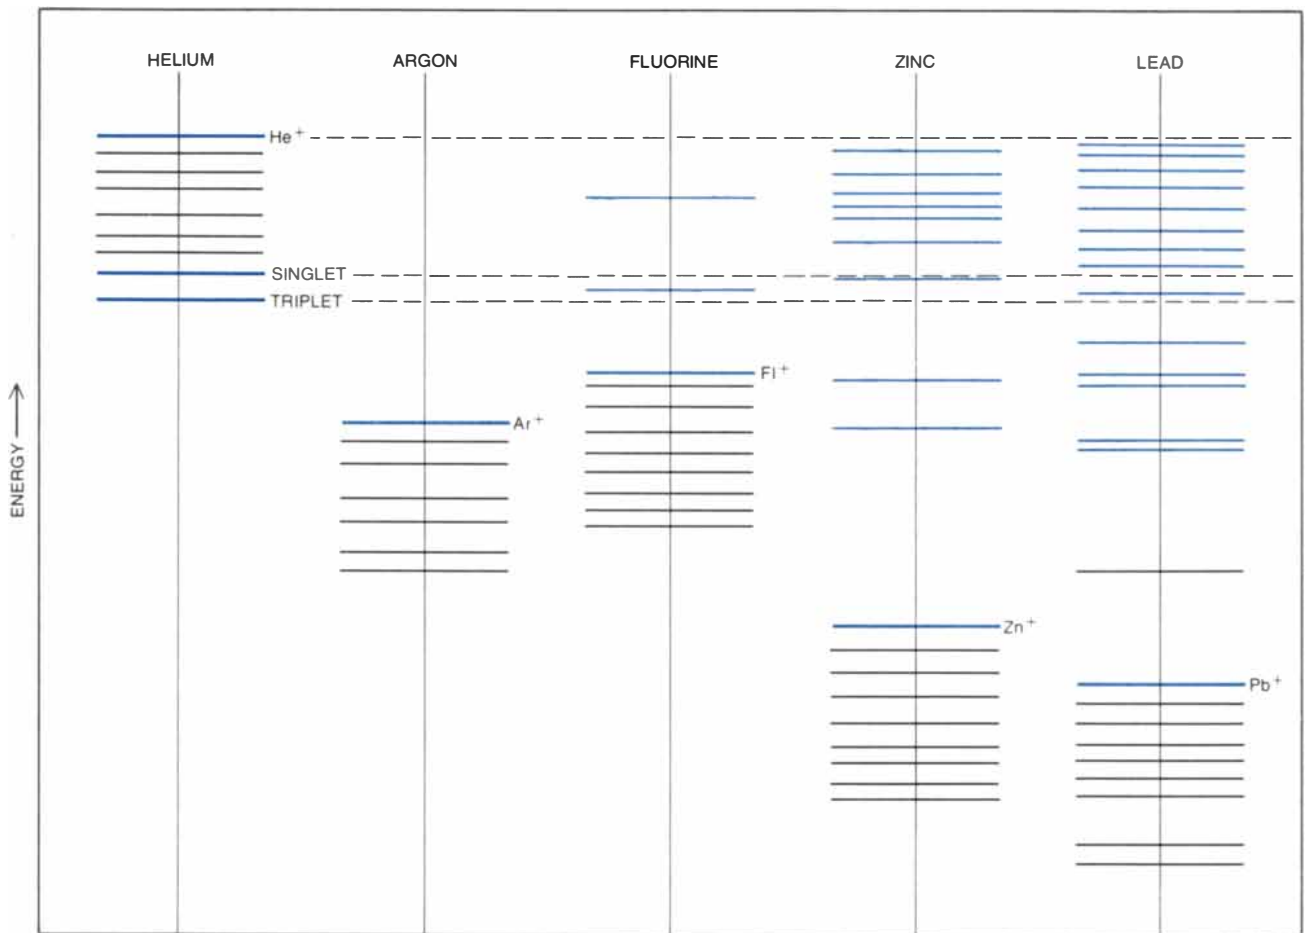 HELIUM ARGON FLUORINE ZINC LEAD
He+
SINGLET
TRIPLET
Fl+
Ar+
ENERGY →
Zn+
Pb+